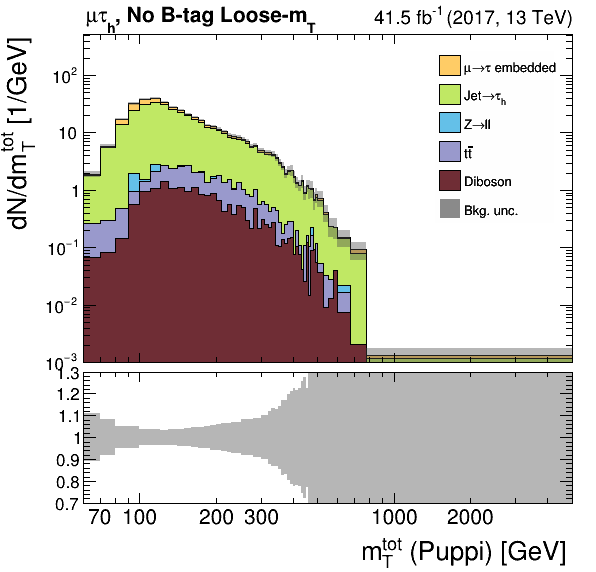 μτh, No B-tag Loose-mT
41.5 fb-1 (2017, 13 TeV)
dN/dmTtot [1/GeV]
10²
10
1
10⁻¹
10⁻²
10⁻³
μ→τ embedded
Jet→τh
Z→ll
tt̄
Diboson
Bkg. unc.
1.3
1.2
1.1
1
0.9
0.8
0.7
70 100 200 300 1000 2000
mTtot (Puppi) [GeV]